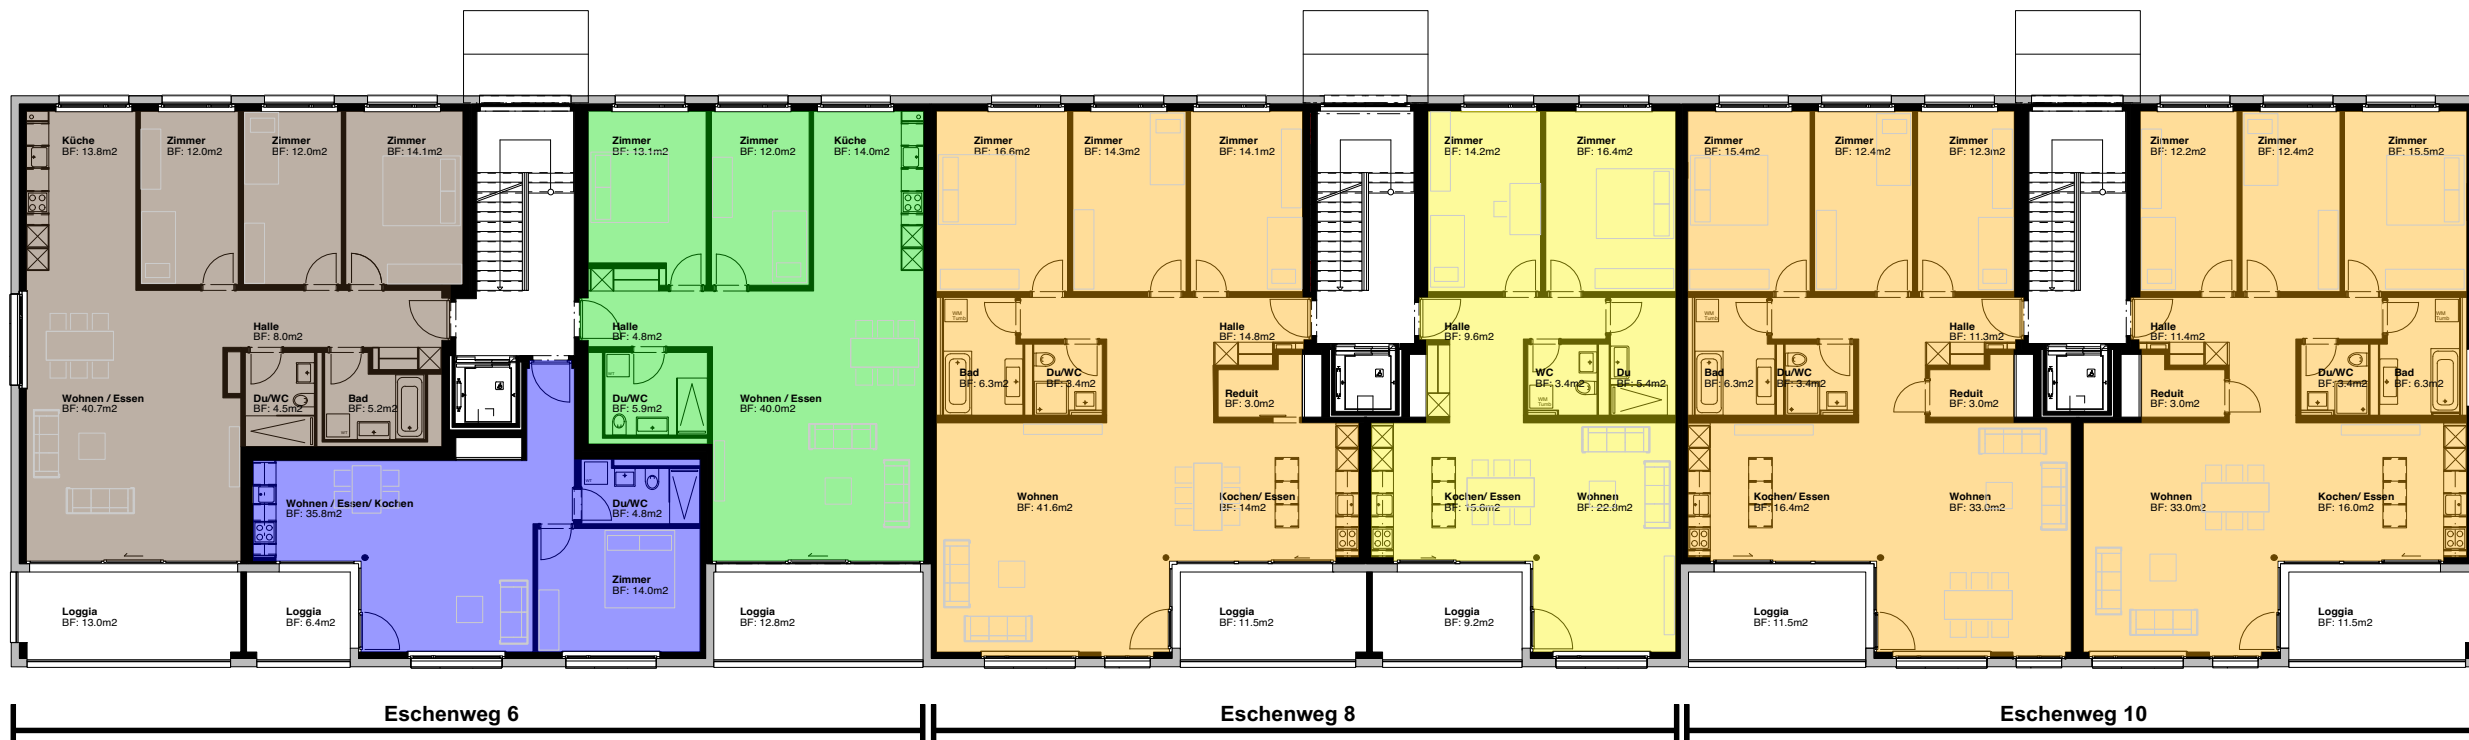 Küche
BF: 13.8m2
Zimmer
BF: 12.0m2
Zimmer
BF: 12.0m2
Zimmer
BF: 14.1m2
Zimmer
BF: 13.1m2
Zimmer
BF: 12.0m2
Küche
BF: 14.0m2
Zimmer
BF: 16.6m2
Zimmer
BF: 14.3m2
Zimmer
BF: 14.1m2
Zimmer
BF: 14.2m2
Zimmer
BF: 16.4m2
Zimmer
BF: 15.4m2
Zimmer
BF: 12.4m2
Zimmer
BF: 12.3m2
Zimmer
BF: 12.2m2
Zimmer
BF: 12.4m2
Zimmer
BF: 15.5m2
Halle
BF: 8.0m2
Halle
BF: 4.8m2
WM
Tumb
Halle
BF: 14.8m2
Halle
BF: 9.6m2
WM
Tumb
Halle
BF: 11.3m2
Halle
BF: 11.4m2
WM
Tumb
Wohnen / Essen
BF: 40.7m2
Du/WC
BF: 4.5m2
Bad
BF: 5.2m2
WT
WT
Du/WC
BF: 5.9m2
Wohnen / Essen
BF: 40.0m2
Bad
BF: 6.3m2
Du/WC
BF: 3.4m2
Reduit
BF: 3.0m2
WC
BF: 3.4m2
WM
Tumb
Du
BF: 5.4m2
Bad
BF: 6.3m2
Du/WC
BF: 3.4m2
Reduit
BF: 3.0m2
Reduit
BF: 3.0m2
Du/WC
BF: 3.4m2
Bad
BF: 6.3m2
Wohnen / Essen/ Kochen
BF: 35.8m2
WT
Du/WC
BF: 4.8m2
Wohnen
BF: 41.6m2
Kochen/ Essen
BF: 14m2
Kochen/ Essen
BF: 15.6m2
Wohnen
BF: 22.8m2
Kochen/ Essen
BF: 16.4m2
Wohnen
BF: 33.0m2
Wohnen
BF: 33.0m2
Kochen/ Essen
BF: 16.0m2
Zimmer
BF: 14.0m2
Loggia
BF: 13.0m2
Loggia
BF: 6.4m2
Loggia
BF: 12.8m2
Loggia
BF: 11.5m2
Loggia
BF: 9.2m2
Loggia
BF: 11.5m2
Loggia
BF: 11.5m2
Eschenweg 6
Eschenweg 8
Eschenweg 10